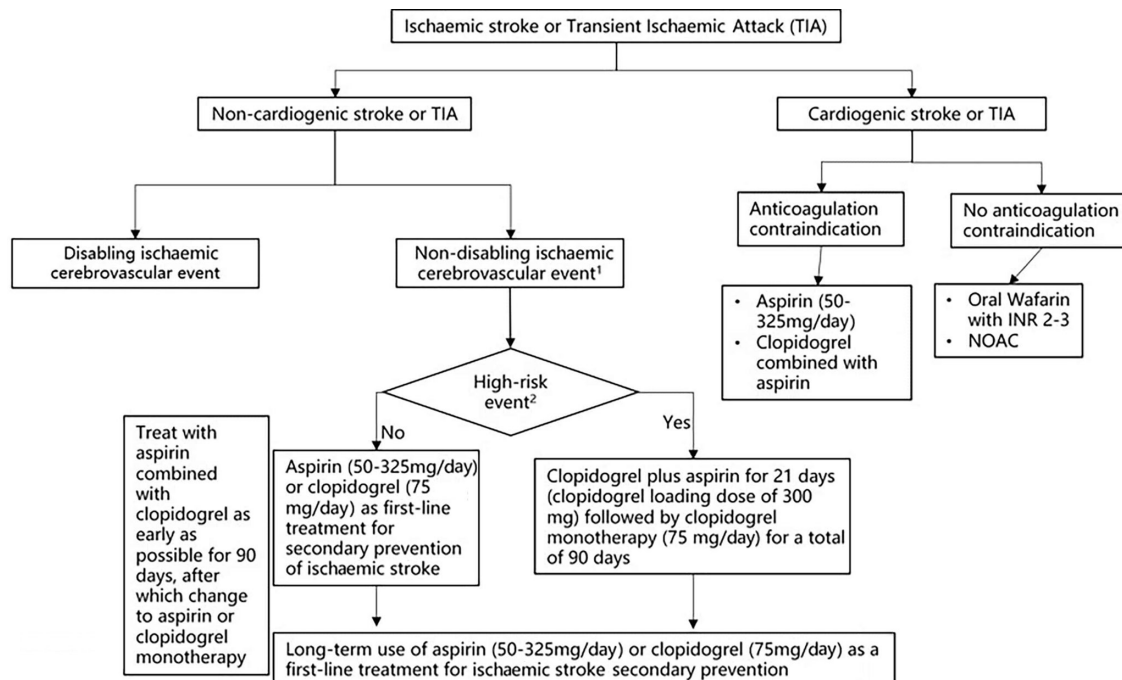 Ischaemic stroke or Transient Ischaemic Attack (TIA)
Non-cardiogenic stroke or TIA
Cardiogenic stroke or TIA
Disabling ischaemic
cerebrovascular event
Non-disabling ischaemic
cerebrovascular event¹
Anticoagulation
contraindication
No anticoagulation
contraindication
• Aspirin (50-
325mg/day)
• Clopidogrel
combined with
aspirin
• Oral Wafarin
with INR 2-3
• NOAC
High-risk
event²
No
Yes
Treat with
aspirin
combined
with
clopidogrel as
early as
possible for 90
days, after
which change
to aspirin or
clopidogrel
monotherapy
Aspirin (50-325mg/day)
or clopidogrel (75
mg/day) as first-line
treatment for
secondary prevention
of ischaemic stroke
Clopidogrel plus aspirin for 21 days
(clopidogrel loading dose of 300
mg) followed by clopidogrel
monotherapy (75 mg/day) for a total
of 90 days
Long-term use of aspirin (50-325mg/day) or clopidogrel (75mg/day) as a
first-line treatment for ischaemic stroke secondary prevention